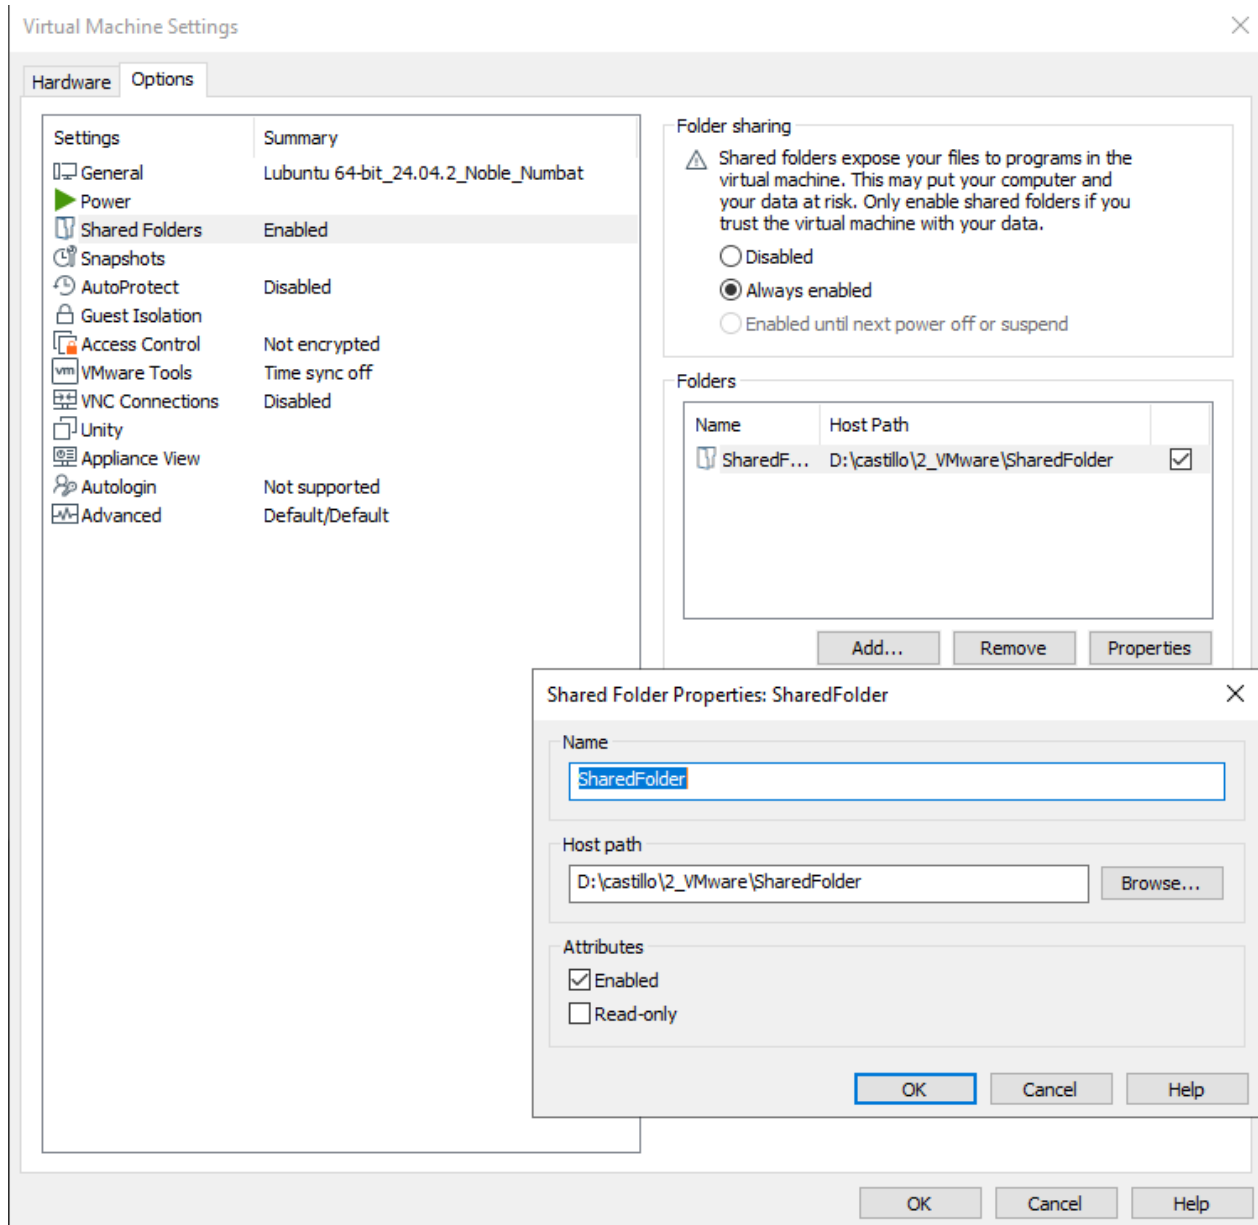 Virtual Machine Settings
Hardware Options
Settings Summary
General Lubuntu 64-bit_24.04.2_Noble_Numbat
Power
Shared Folders Enabled
Snapshots
AutoProtect Disabled
Guest Isolation
Access Control Not encrypted
vm VMware Tools Time sync off
VNC Connections Disabled
Unity
Appliance View
Autologin Not supported
Advanced Default/Default
Folder sharing
Shared folders expose your files to programs in the
virtual machine. This may put your computer and
your data at risk. Only enable shared folders if you
trust the virtual machine with your data.
Disabled
Always enabled
Enabled until next power off or suspend
Folders
Name Host Path
SharedF... D:\castillo\2_VMware\SharedFolder
Add... Remove Properties
Shared Folder Properties: SharedFolder
Name
SharedFolder
Host path
D:\castillo\2_VMware\SharedFolder Browse...
Attributes
Enabled
Read-only
OK Cancel Help
OK Cancel Help